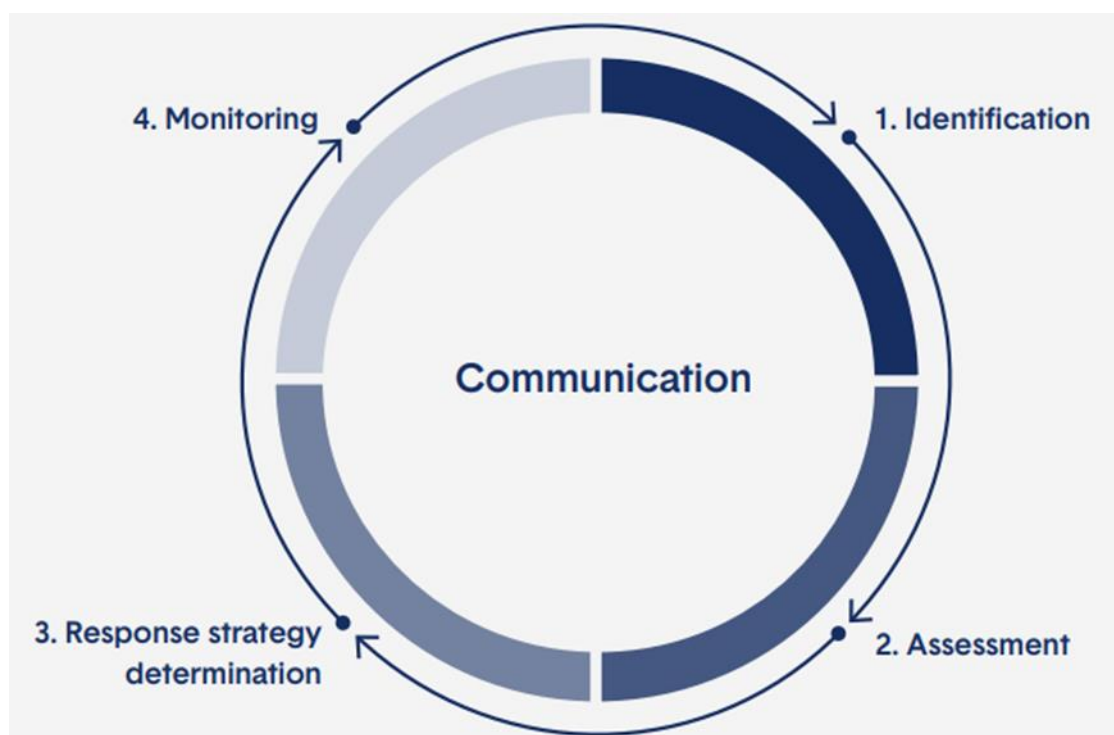 4. Monitoring
1. Identification
Communication
3. Response strategy
determination
2. Assessment